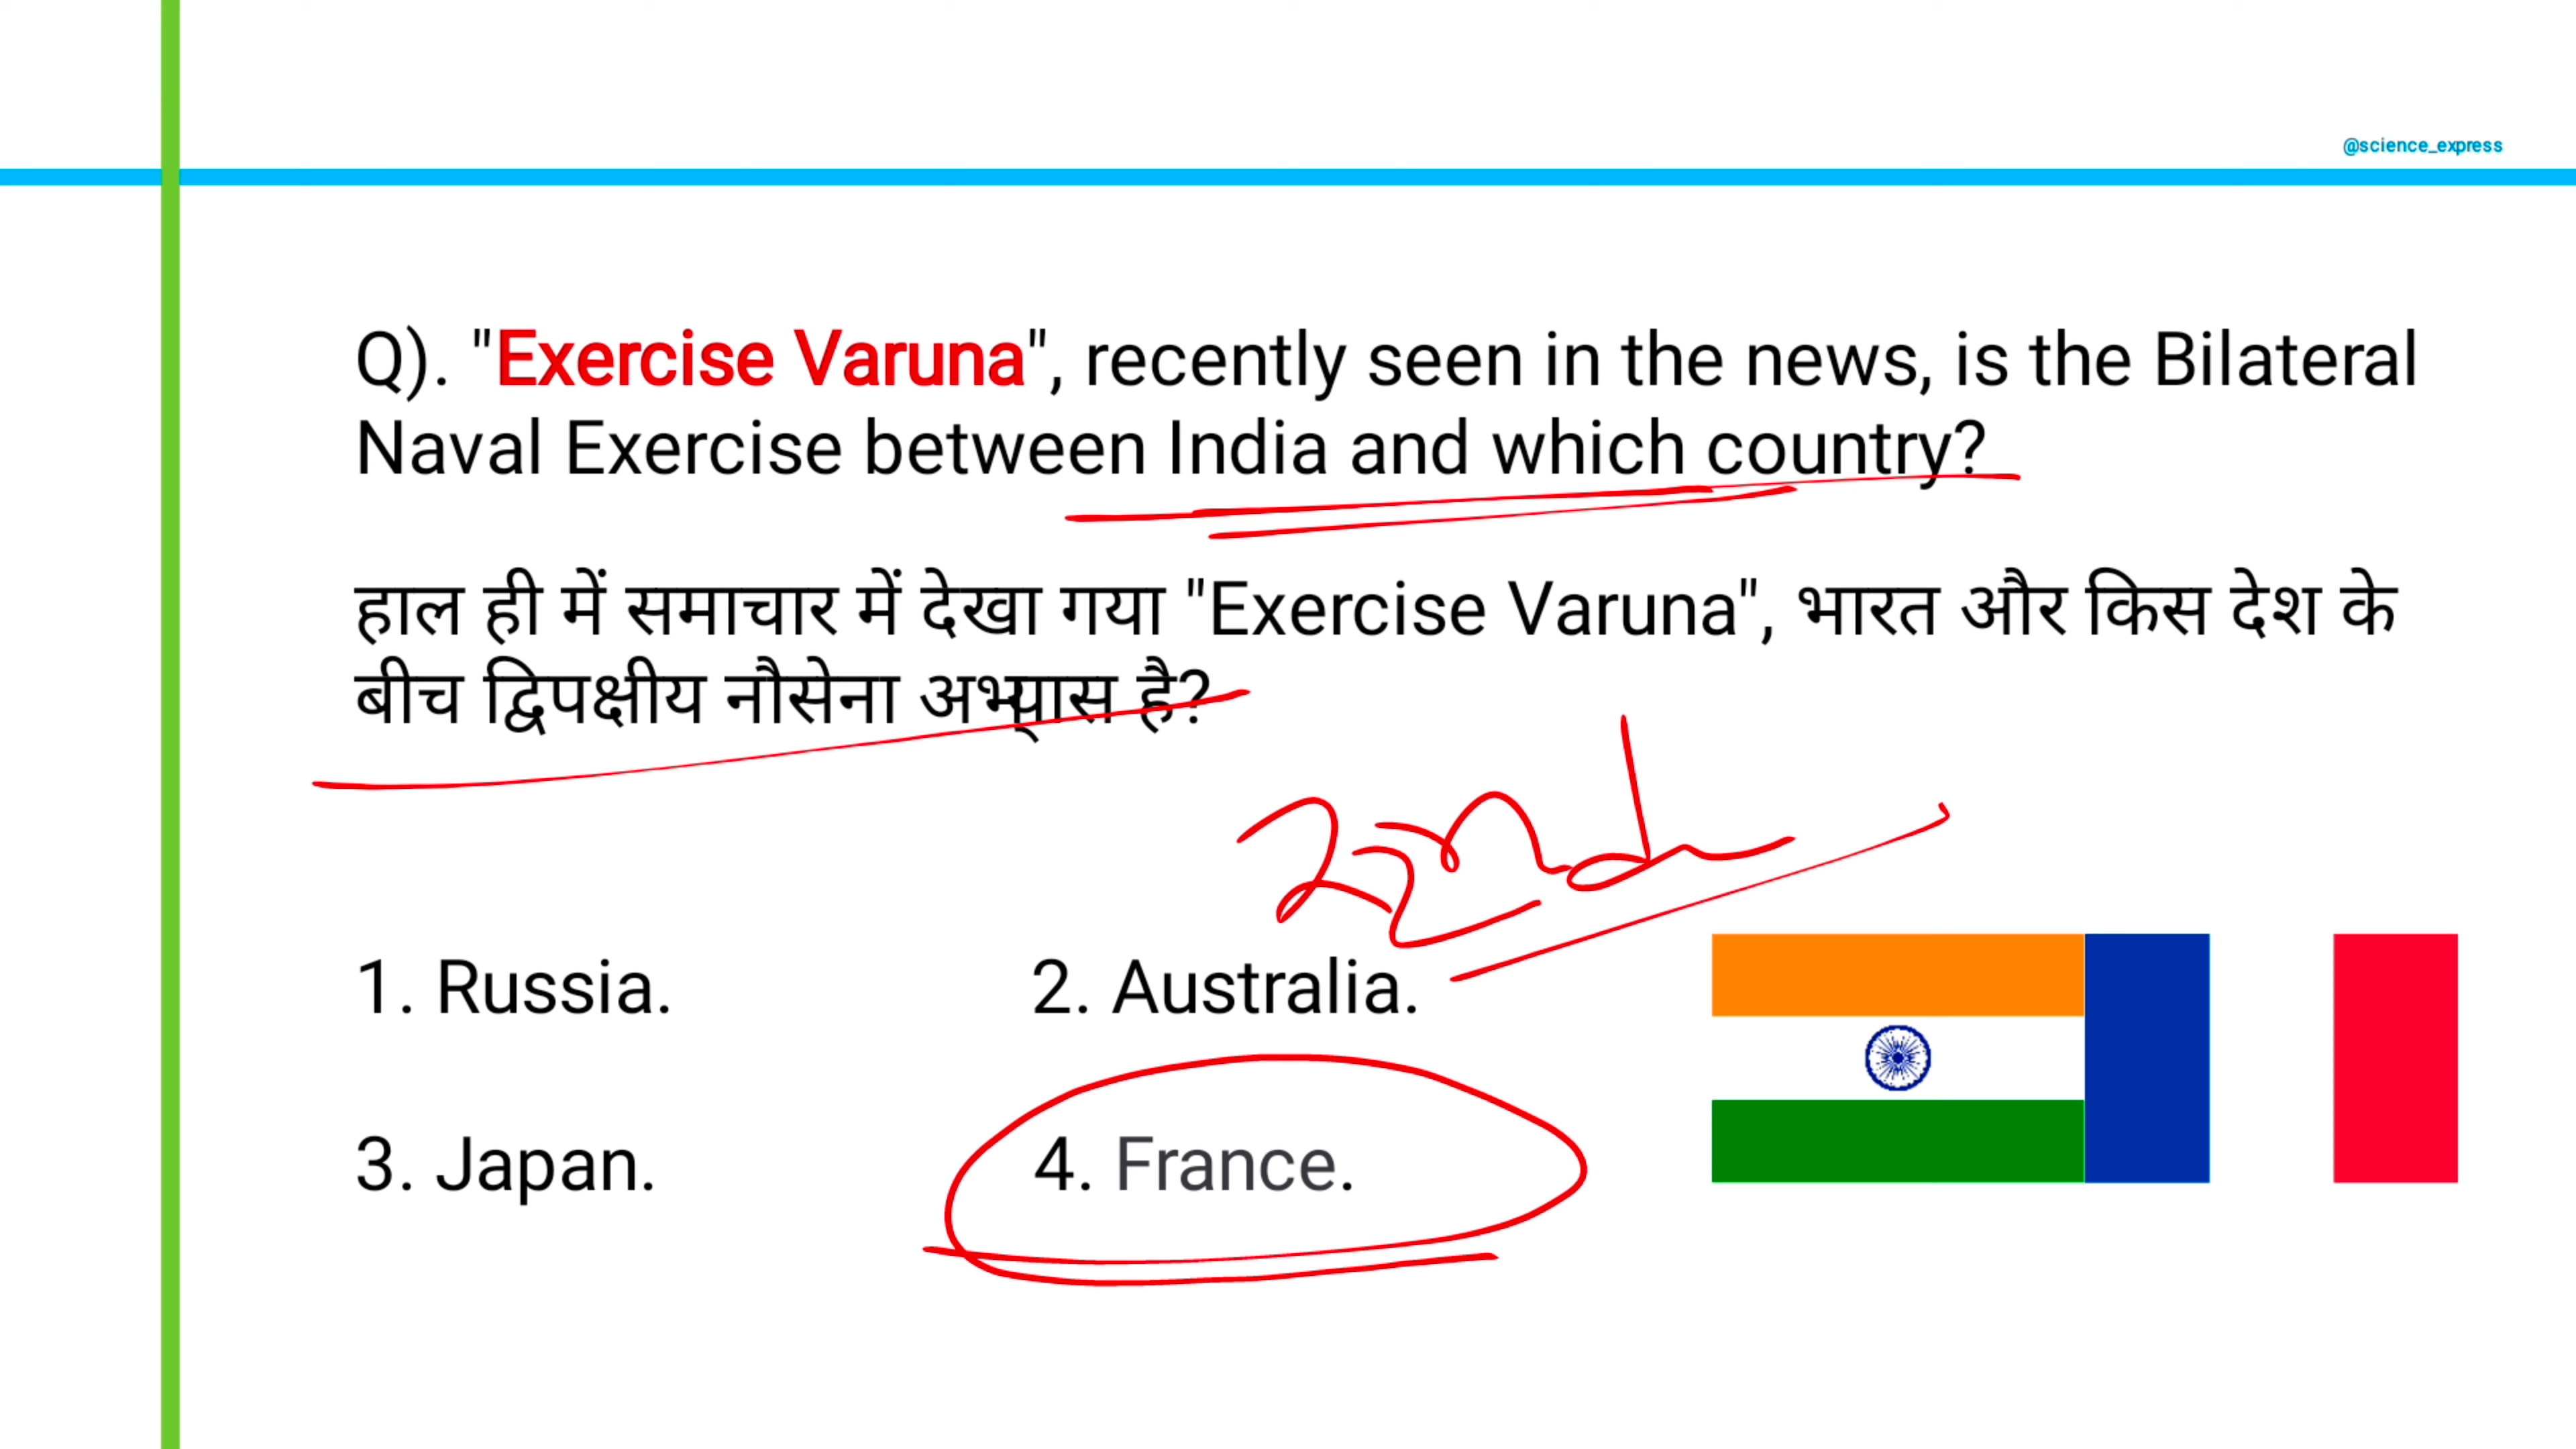 @science_express
Q). "Exercise Varuna", recently seen in the news, is the Bilateral
Naval Exercise between India and which country?
हाल ही में समाचार में देखा गया "Exercise Varuna", भारत और किस देश के
बीच द्विपक्षीय नौसेना अभ्यास है?
22nd
1. Russia.
2. Australia.
3. Japan.
4. France.